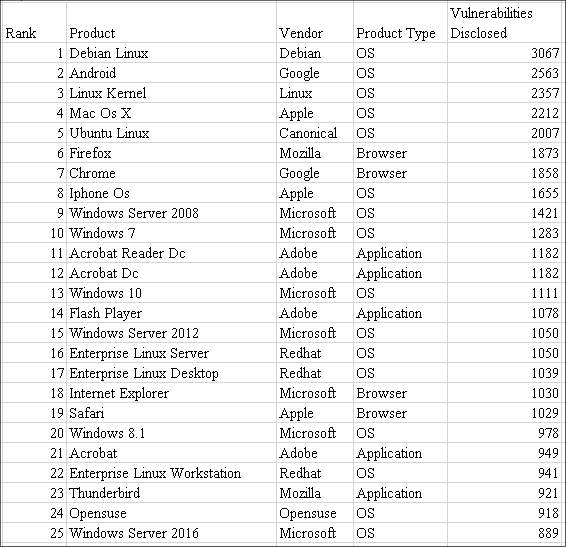 Rank Product Vendor Product Type Vulnerabilities Disclosed
1 Debian Linux Debian OS 3067
2 Android Google OS 2563
3 Linux Kernel Linux OS 2357
4 Mac Os X Apple OS 2212
5 Ubuntu Linux Canonical OS 2007
6 Firefox Mozilla Browser 1873
7 Chrome Google Browser 1858
8 Iphone Os Apple OS 1655
9 Windows Server 2008 Microsoft OS 1421
10 Windows 7 Microsoft OS 1283
11 Acrobat Reader Dc Adobe Application 1182
12 Acrobat Dc Adobe Application 1182
13 Windows 10 Microsoft OS 1111
14 Flash Player Adobe Application 1078
15 Windows Server 2012 Microsoft OS 1050
16 Enterprise Linux Server Redhat OS 1050
17 Enterprise Linux Desktop Redhat OS 1039
18 Internet Explorer Microsoft Browser 1030
19 Safari Apple Browser 1029
20 Windows 8.1 Microsoft OS 978
21 Acrobat Adobe Application 949
22 Enterprise Linux Workstation Redhat OS 941
23 Thunderbird Mozilla Application 921
24 Opensuse Opensuse OS 918
25 Windows Server 2016 Microsoft OS 889